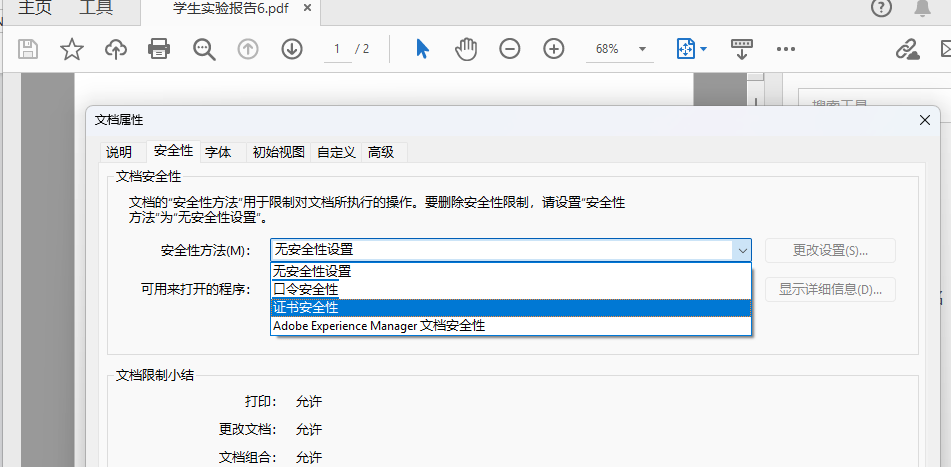 主页 工具 学生实验报告6.pdf ×
1 / 2 68%
搜索工具
文档属性
说明 安全性 字体 初始视图 自定义 高级
文档安全性
文档的“安全性方法”用于限制对文档所执行的操作。要删除安全性限制，请设置“安全性
方法”为“无安全性设置”。
安全性方法(M)： 无安全性设置 更改设置(S)...
无安全性设置
可用来打开的程序： 口令安全性 显示详细信息(D)...
证书安全性
Adobe Experience Manager 文档安全性
文档限制小结
打印： 允许
更改文档： 允许
文档组合： 允许